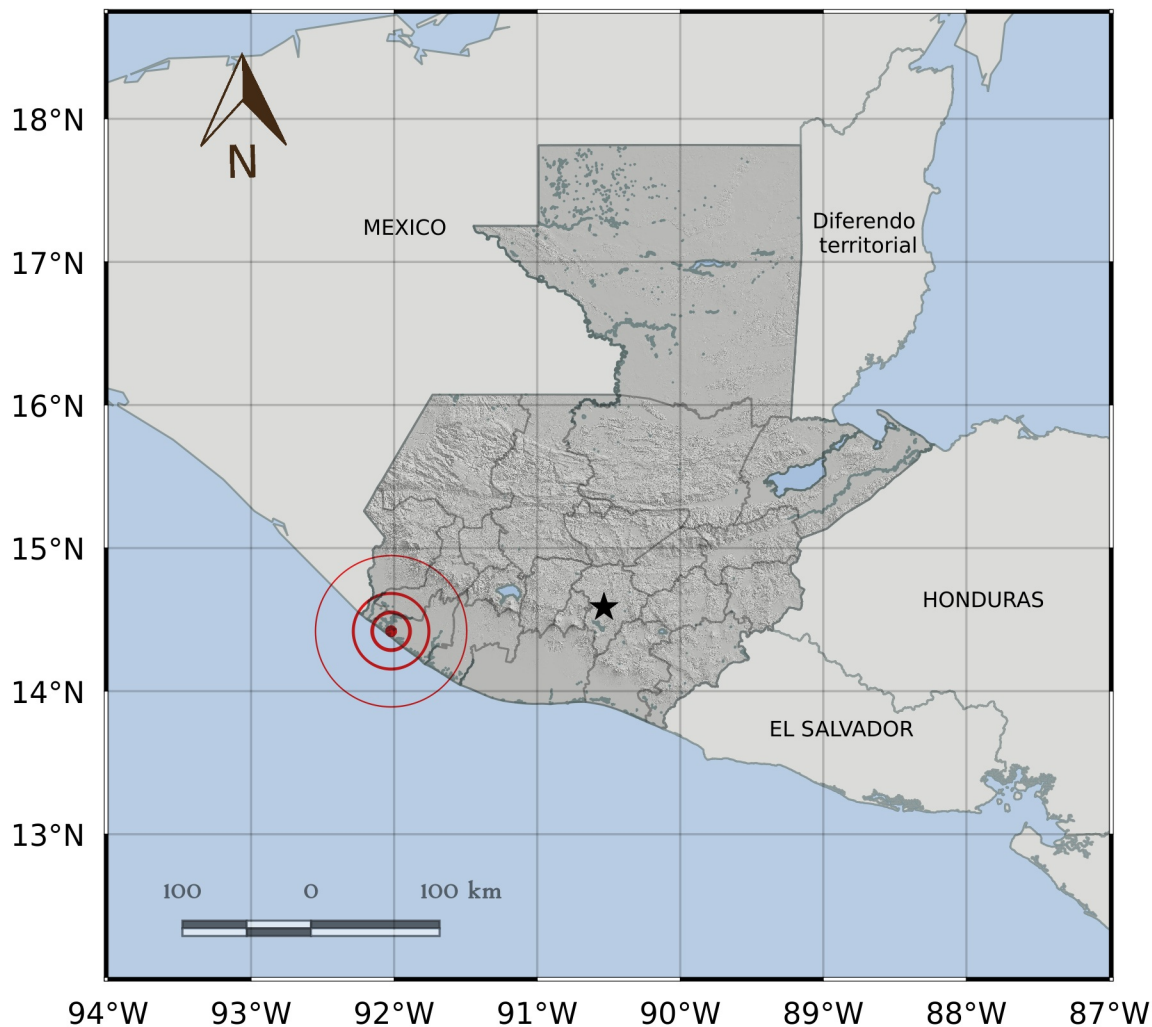 18°N
N
MEXICO
Diferendo
territorial
17°N
16°N
15°N
HONDURAS
14°N
EL SALVADOR
13°N
100 0 100 km
94°W 93°W 92°W 91°W 90°W 89°W 88°W 87°W